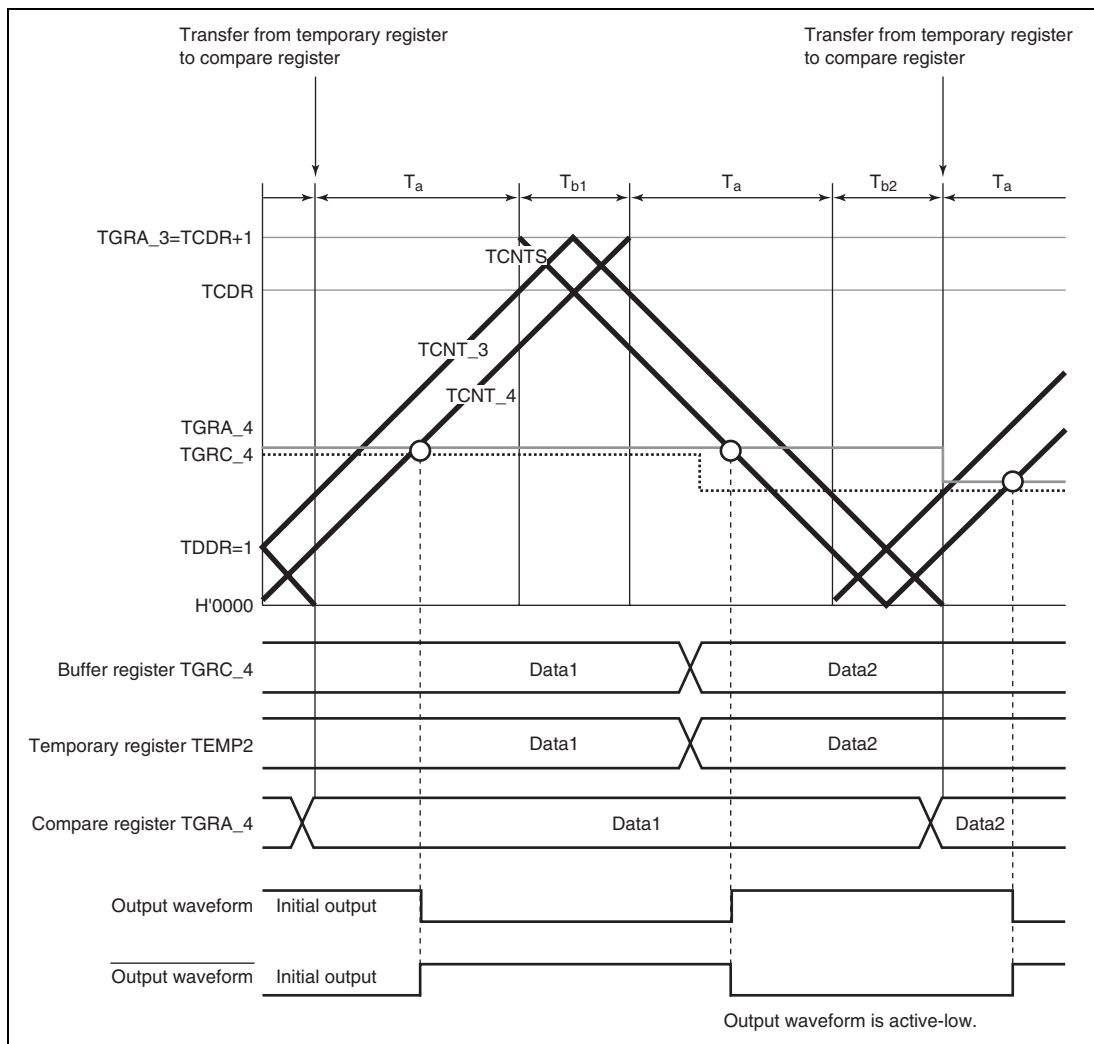 Transfer from temporary register
to compare register
Transfer from temporary register
to compare register
Ta
Tb1
Ta
Tb2
Ta
TGRA_3=TCDR+1
TCNTS
TCDR
TCNT_3
TCNT_4
TGRA_4
TGRC_4
TDDR=1
H'0000
Buffer register TGRC_4
Data1
Data2
Temporary register TEMP2
Data1
Data2
Compare register TGRA_4
Data1
Data2
Output waveform
Initial output
Output waveform
Initial output
Output waveform is active-low.